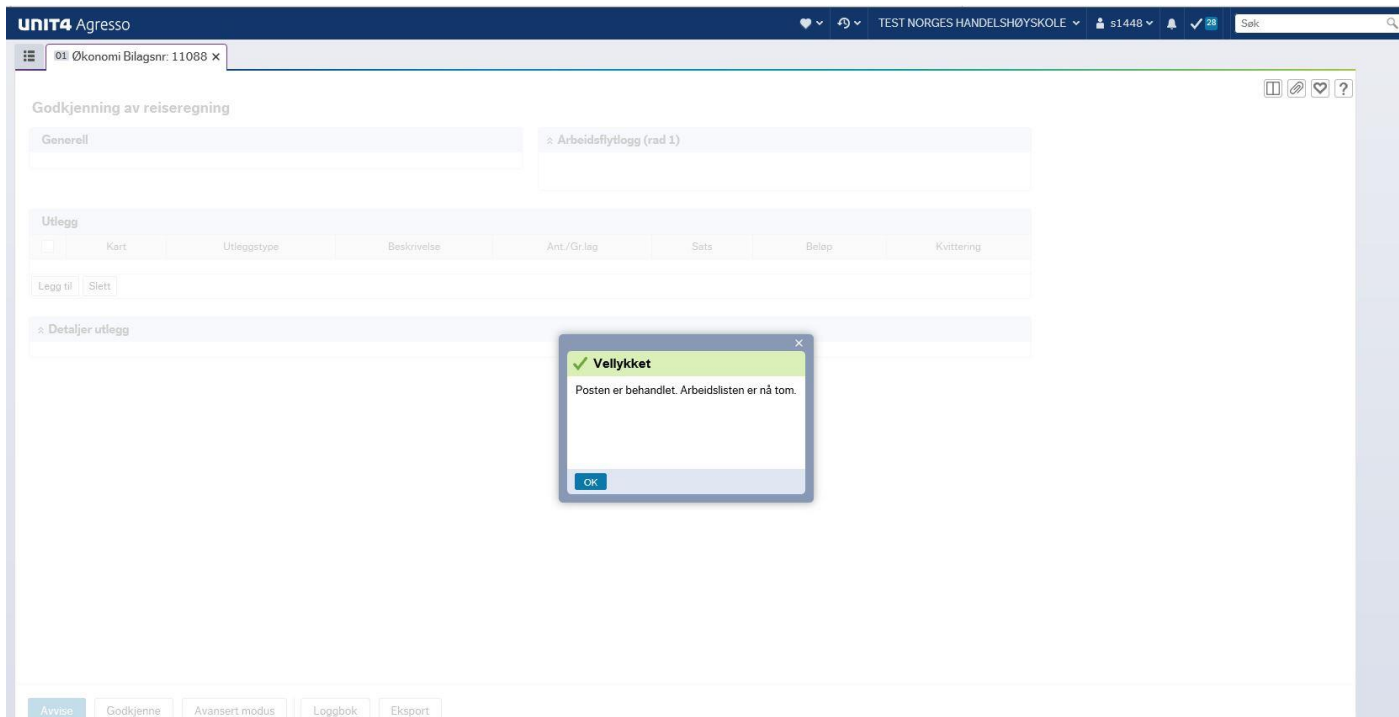 UNIT4 Agresso
TEST NORGES HANDELSHØYSKOLE
s1448
28
Søk
01 Økonomi Bilagsnr: 11088
Godkjenning av reiseregning
Generell
Arbeidsflytlogg (rad 1)
Utlegg
Kart Utleggstype Beskrivelse Ant./Gr.lag Sats Beløp Kvittering
Legg til Slett
Detaljer utlegg
Vellykket
Posten er behandlet. Arbeidslisten er nå tom.
OK
Avvise Godkjenne Avansert modus Loggbok Eksport